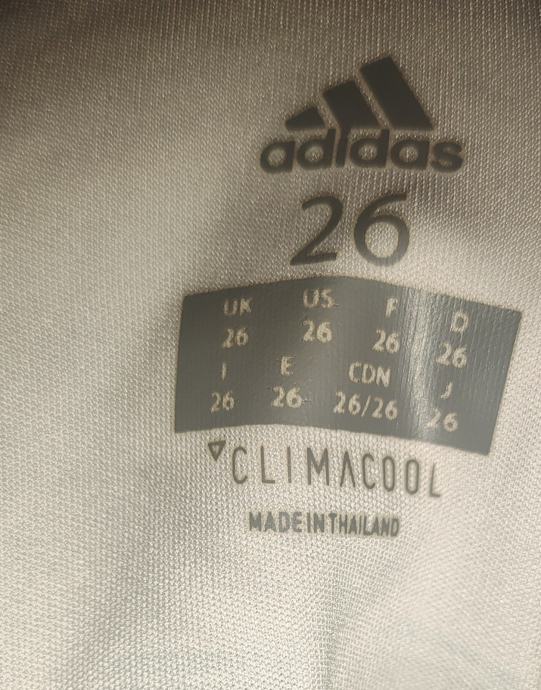 adidas
26
UK US F D
26 26 26 26
I E CDN J
26 26 26/26 26
CLIMACOOL
MADE IN THAILAND